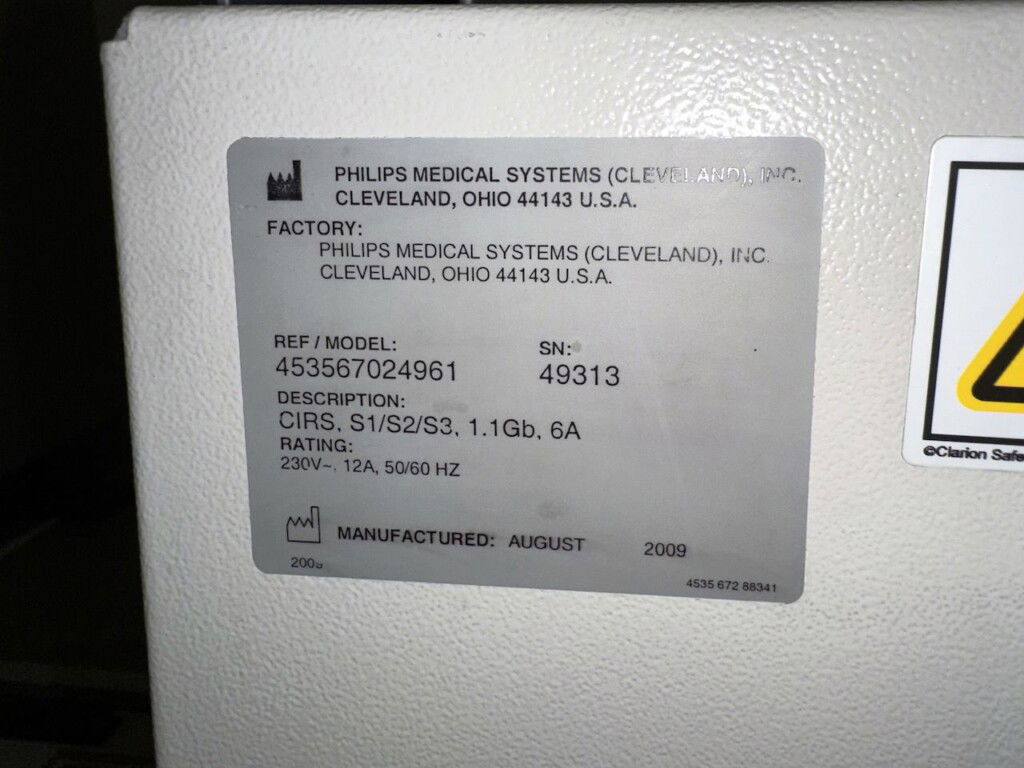 PHILIPS MEDICAL SYSTEMS (CLEVELAND), INC.
CLEVELAND, OHIO 44143 U.S.A.
FACTORY:
PHILIPS MEDICAL SYSTEMS (CLEVELAND), INC.
CLEVELAND, OHIO 44143 U.S.A.
REF / MODEL: SN:
453567024961 49313
DESCRIPTION:
CIRS, S1/S2/S3, 1.1Gb, 6A
RATING:
230V~, 12A, 50/60 HZ
MANUFACTURED: AUGUST 2009
2009
4535 672 88341
©Clarion Safe